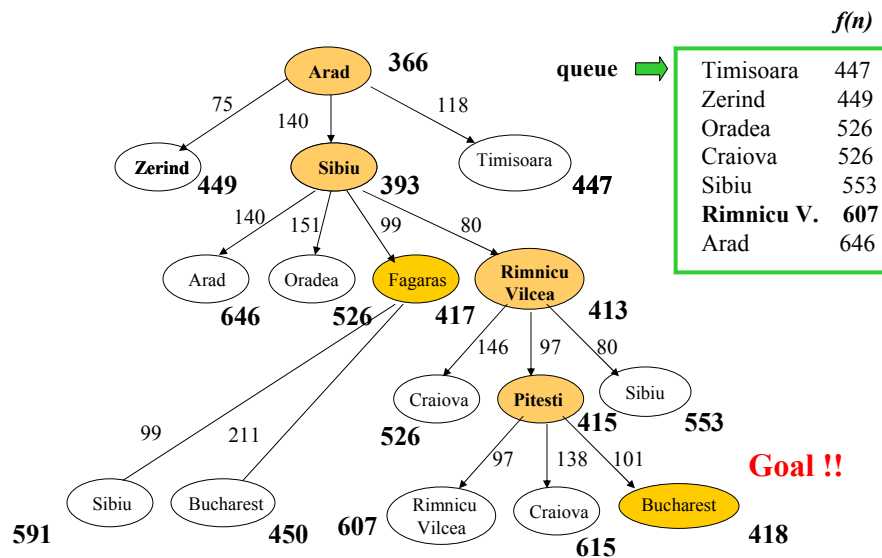 f(n)
queue
Timisoara 447
Zerind 449
Oradea 526
Craiova 526
Sibiu 553
Rimnicu V. 607
Arad 646
Arad 366
75 140 118
Zerind 449
Sibiu 393
Timisoara 447
140 151 99 80
Arad 646
Oradea 526
Fagaras 417
Rimnicu
Vilcea 413
146 97 80
Craiova 526
Pitesti 415
Sibiu 553
99 211
97 138 101
Goal !!
Sibiu 591
Bucharest 450
Rimnicu
Vilcea 607
Craiova 615
Bucharest 418